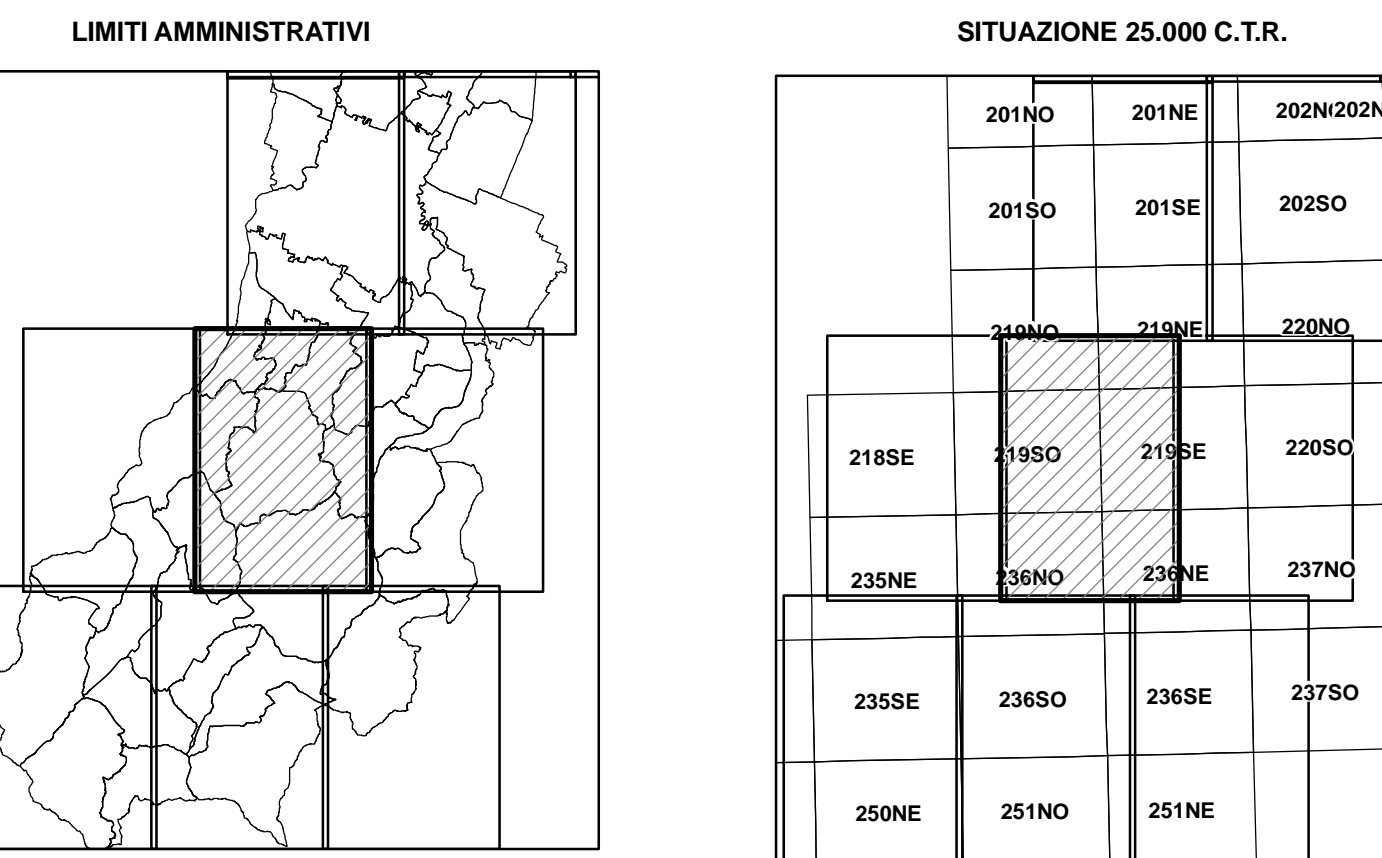 LIMITI AMMINISTRATIVI
SITUAZIONE 25.000 C.T.R.
201NO 201NE
201SO 201SE 202SO
219NO 219NE 220NO
218SE 219SO 219SE 220SO
235NE 236NO 236NE 237NO
235SE 236SO 236SE 237SO
250NE 251NO 251NE